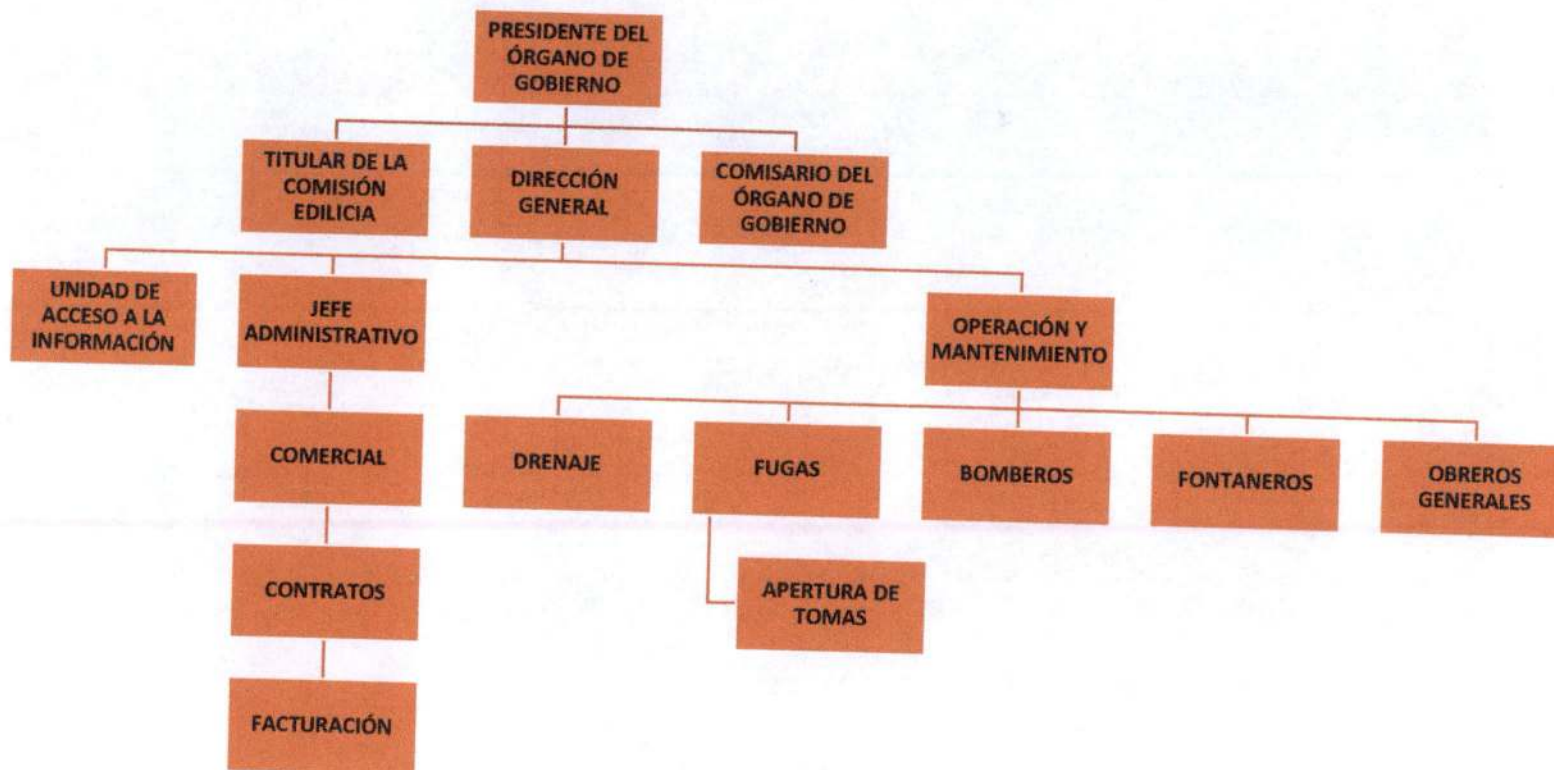 PRESIDENTE DEL
ÓRGANO DE
GOBIERNO
TITULAR DE LA
COMISIÓN
EDILICIA
DIRECCIÓN
GENERAL
COMISARIO DEL
ÓRGANO DE
GOBIERNO
UNIDAD DE
ACCESO A LA
INFORMACIÓN
JEFE
ADMINISTRATIVO
OPERACIÓN Y
MANTENIMIENTO
COMERCIAL
DRENAJE
FUGAS
BOMBEROS
FONTANEROS
OBREROS
GENERALES
CONTRATOS
APERTURA DE
TOMAS
FACTURACIÓN